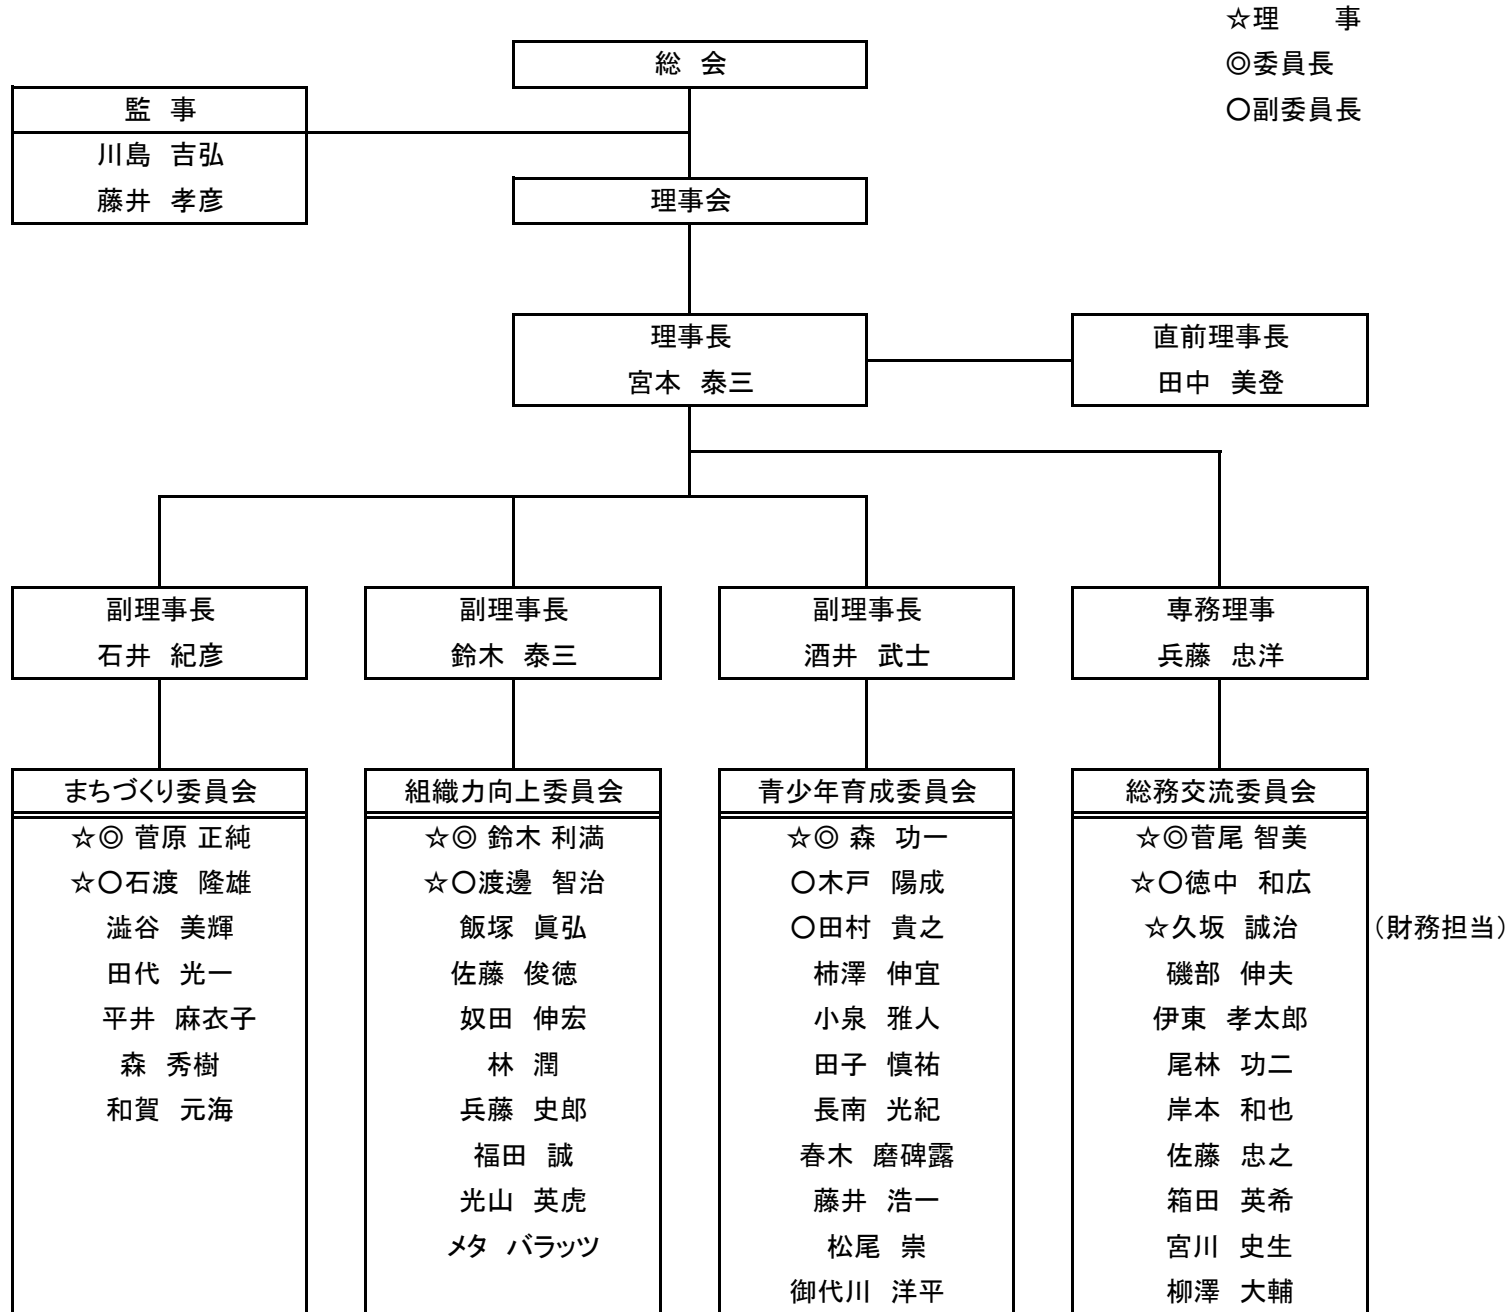 ☆理　　事
◎委員長
〇副委員長
総 会
監 事
川島 吉弘
藤井 孝彦
理事会
理事長
宮本 泰三
直前理事長
田中 美登
副理事長
石井 紀彦
副理事長
鈴木 泰三
副理事長
酒井 武士
専務理事
兵藤 忠洋
まちづくり委員会
☆◎ 菅原 正純
☆〇石渡 隆雄
澁谷 美輝
田代 光一
平井 麻衣子
森 秀樹
和賀 元海
組織力向上委員会
☆◎ 鈴木 利満
☆〇渡邊 智治
飯塚 眞弘
佐藤 俊徳
奴田 伸宏
林 潤
兵藤 史郎
福田 誠
光山 英虎
メタ バラッツ
青少年育成委員会
☆◎ 森 功一
〇木戸 陽成
〇田村 貴之
柿澤 伸宜
小泉 雅人
田子 慎祐
長南 光紀
春木 磨碑露
藤井 浩一
松尾 崇
御代川 洋平
総務交流委員会
☆◎菅尾 智美
☆〇徳中 和広
☆久坂 誠治 （財務担当）
磯部 伸夫
伊東 孝太郎
尾林 功二
岸本 和也
佐藤 忠之
箱田 英希
宮川 史生
柳澤 大輔